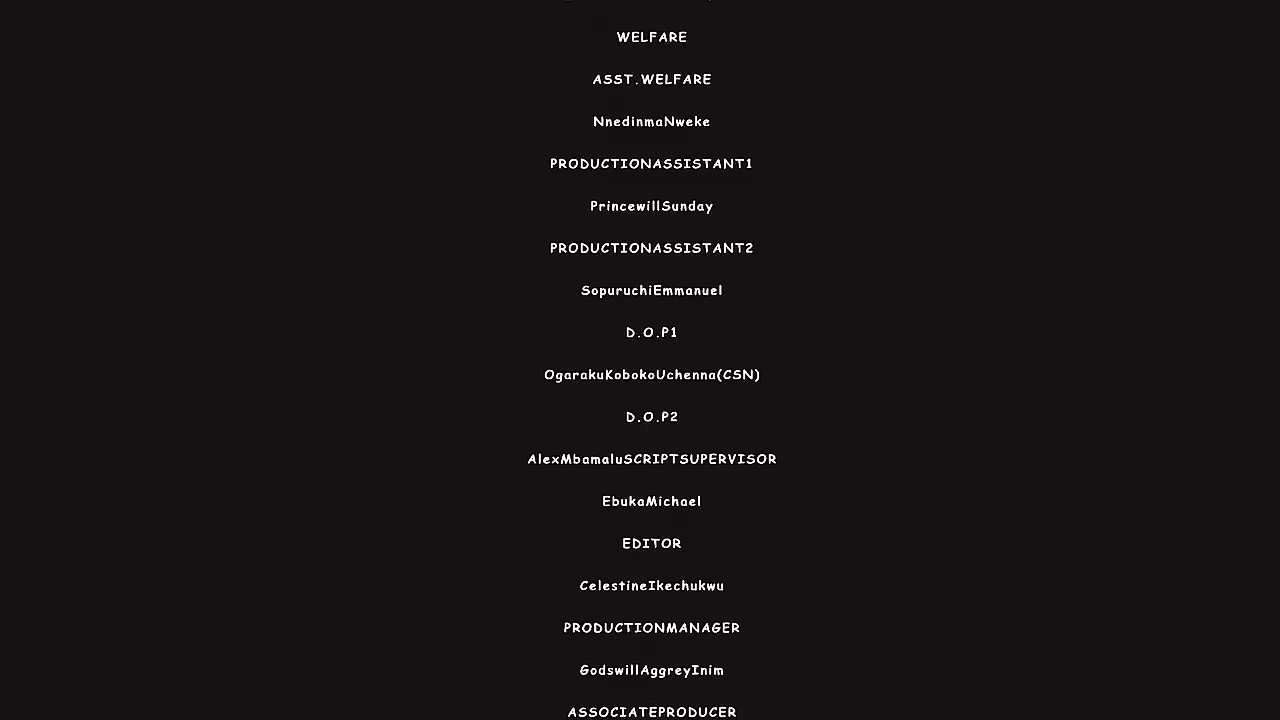 WELFARE
ASST.WELFARE
NnedinmaNweke
PRODUCTIONASSISTANT1
PrincewillSunday
PRODUCTIONASSISTANT2
SopuruchiEmmanuel
D.O.P1
OgarakuKobokoUchenna(CSN)
D.O.P2
AlexMbamaluSCRIPTSUPERVISOR
EbukaMichael
EDITOR
CelestineIkechukwu
PRODUCTIONMANAGER
GodswillAggreyInim
ASSOCIATEPRODUCER